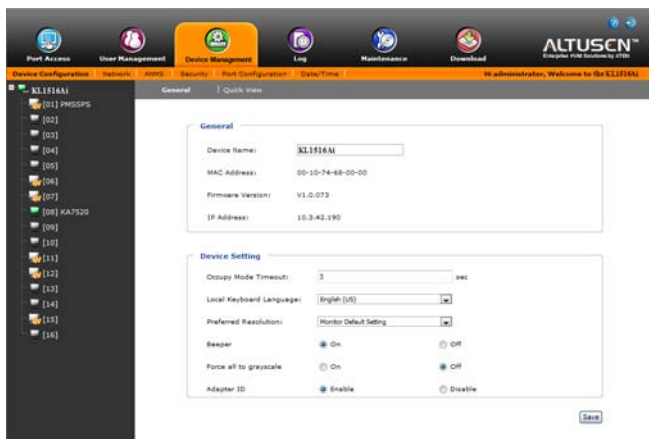 Port Access
User Management
Device Management
Log
Maintenance
Download
ALTUSEN™
Enterprise KVM Solutions by ATEN
Device Configuration | Network | ANMS | Security | Port Configuration | Date/Time |
Hi administrator, Welcome to the KL1516Ai
KL1516Ai
General | Quick View
[01] PMSSPS
[02]
[03]
[04]
[05]
[06]
[07]
[08] KA7520
[09]
[10]
[11]
[12]
[13]
[14]
[15]
[16]
General
Device Name: KL1516Ai
MAC Address: 00-10-74-68-00-00
Firmware Version: V1.0.073
IP Address: 10.3.42.190
Device Setting
Occupy Mode Timeout: 3 sec
Local Keyboard Language: English (US)
Preferred Resolution: Monitor Default Setting
Beeper On Off
Force all to grayscale On Off
Adapter ID Enable Disable
Save